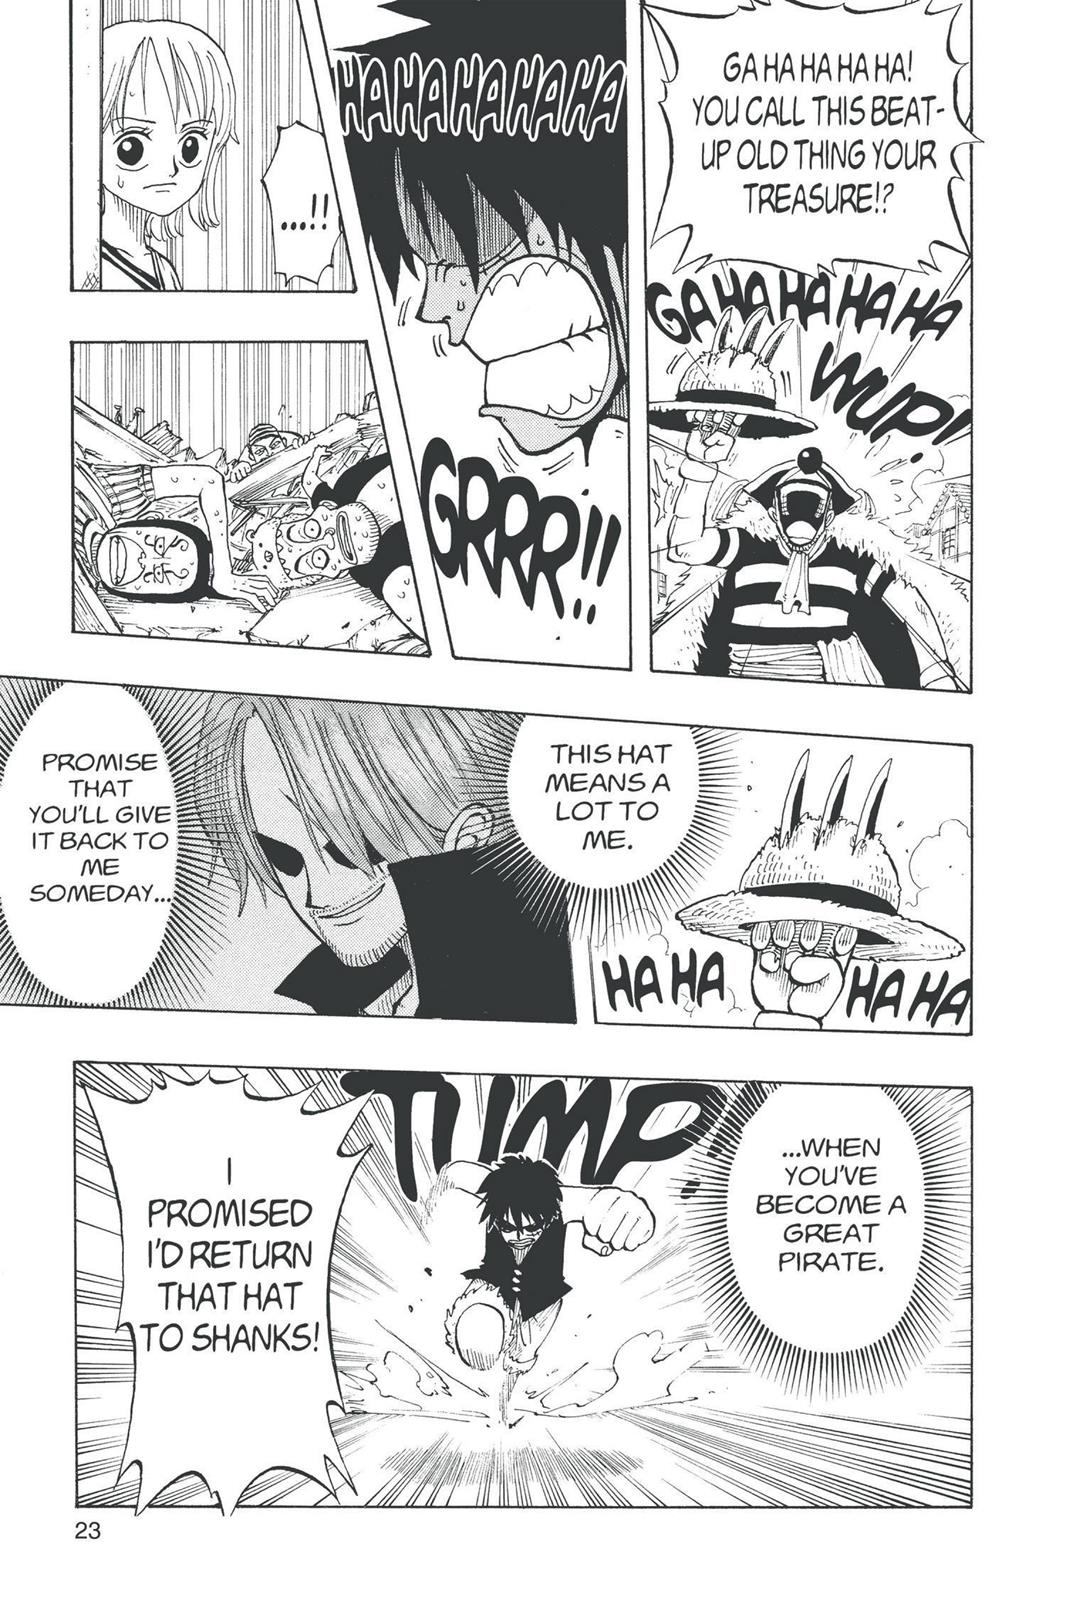 GA HA HA HA HA!
YOU CALL THIS BEAT-
UP OLD THING YOUR
TREASURE!?
GA HA HA HA HA HA
WUP!
HA HA HA HA HA HA
GRRR!!
...!!
THIS HAT
MEANS A
LOT TO
ME.
HA HA
HA HA
PROMISE
THAT
YOU'LL GIVE
IT BACK TO
ME
SOMEDAY...
...WHEN
YOU'VE
BECOME A
GREAT
PIRATE.
TUMP!
I
PROMISED
I'D RETURN
THAT HAT
TO SHANKS!
23